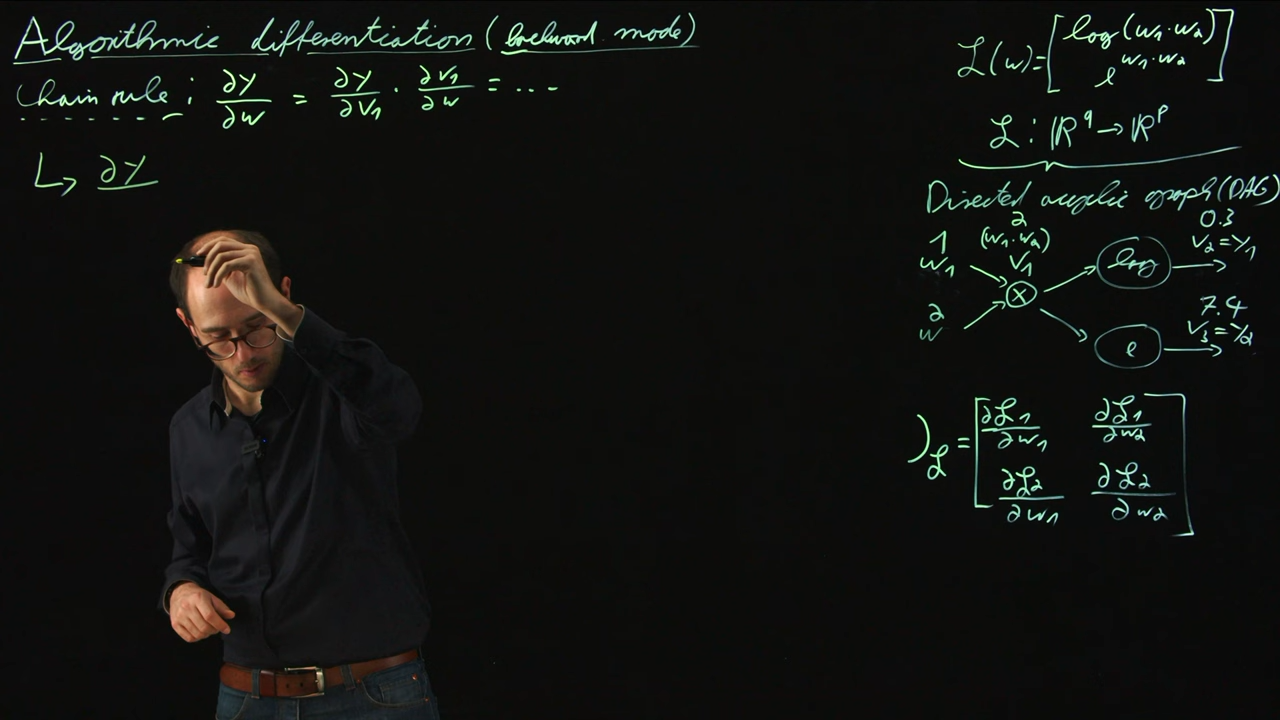 Algorithmic differentiation (backward mode)
Chain rule : ∂y/∂w = ∂y/∂v₁ · ∂v₁/∂w = ...
↳ ∂y
ℒ(w) = [ log(w₁·w₂)
e^(w₁·w₂) ]
ℒ : ℝ^q → ℝ^p
Directed acyclic graph (DAG)
2 0.3
1 (w₁·w₂) v₂ = y₁
w₁ v₁ log
×
2 7.4
w e v₃ = y₂
J_ℒ = [ ∂ℒ₁/∂w₁ ∂ℒ₁/∂w₂
∂ℒ₂/∂w₁ ∂ℒ₂/∂w₂ ]